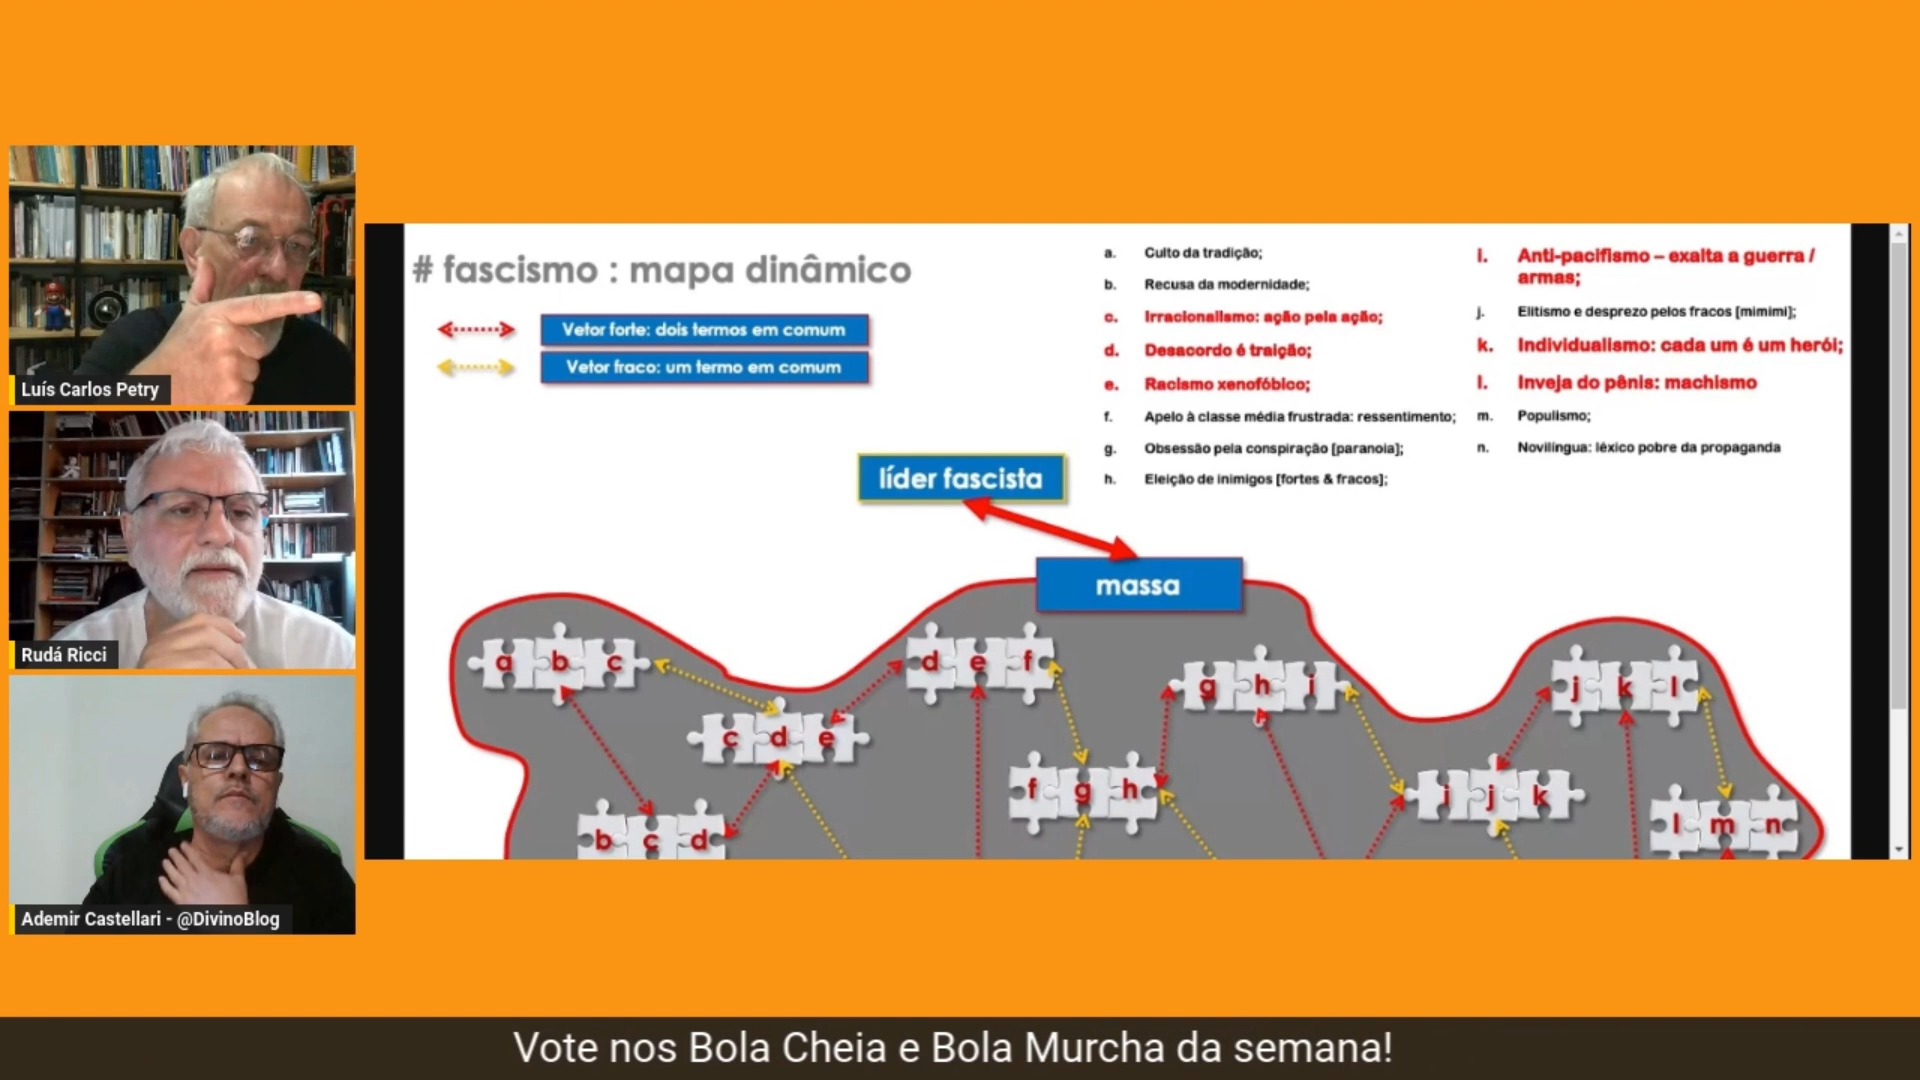 # fascismo : mapa dinâmico
Vetor forte: dois termos em comum
Vetor fraco: um termo em comum
a. Culto da tradição;
b. Recusa da modernidade;
c. Irracionalismo: ação pela ação;
d. Desacordo é traição;
e. Racismo xenofóbico;
f. Apelo à classe média frustrada: ressentimento;
g. Obsessão pela conspiração [paranoia];
h. Eleição de inimigos [fortes & fracos];
i. Anti-pacifismo – exalta a guerra /
armas;
j. Elitismo e desprezo pelos fracos [mimimi];
k. Individualismo: cada um é um herói;
l. Inveja do pênis: machismo
m. Populismo;
n. Novilíngua: léxico pobre da propaganda
líder fascista
massa
a b c
d e f
g h i
j k l
c d e
f g h
i j k
l m n
b c d
Luís Carlos Petry
Rudá Ricci
Ademir Castellari - @DivinoBlog
Vote nos Bola Cheia e Bola Murcha da semana!